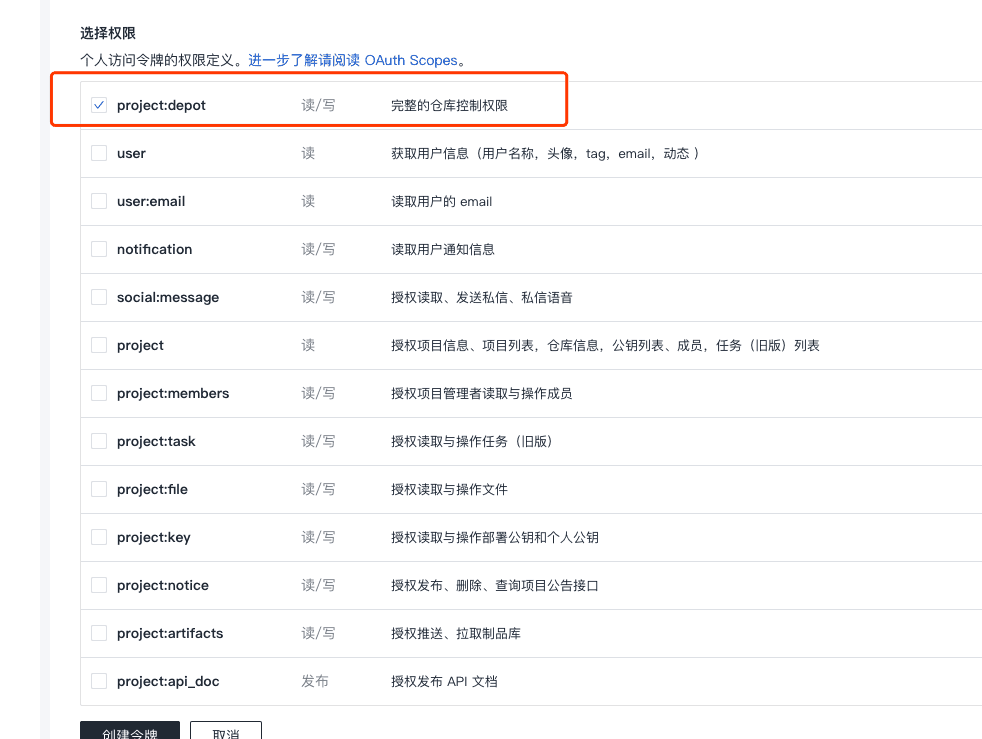 选择权限
个人访问令牌的权限定义。进一步了解请阅读 OAuth Scopes。
project:depot 读/写 完整的仓库控制权限
user 读 获取用户信息（用户名称，头像，tag，email，动态 ）
user:email 读 读取用户的 email
notification 读/写 读取用户通知信息
social:message 读/写 授权读取、发送私信、私信语音
project 读 授权项目信息、项目列表，仓库信息，公钥列表、成员，任务（旧版）列表
project:members 读/写 授权项目管理者读取与操作成员
project:task 读/写 授权读取与操作任务（旧版）
project:file 读/写 授权读取与操作文件
project:key 读/写 授权读取与操作部署公钥和个人公钥
project:notice 读/写 授权发布、删除、查询项目公告接口
project:artifacts 读/写 授权推送、拉取制品库
project:api_doc 发布 授权发布 API 文档
创建令牌 取消